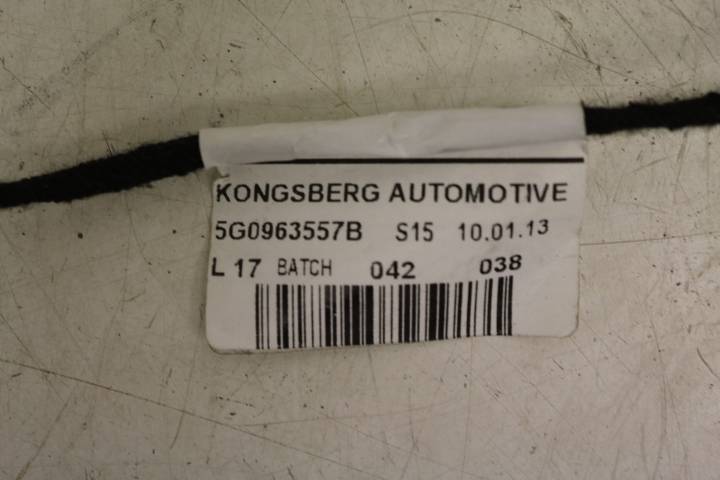 KONGSBERG AUTOMOTIVE
5G0963557B S15 10.01.13
L 17 BATCH 042 038